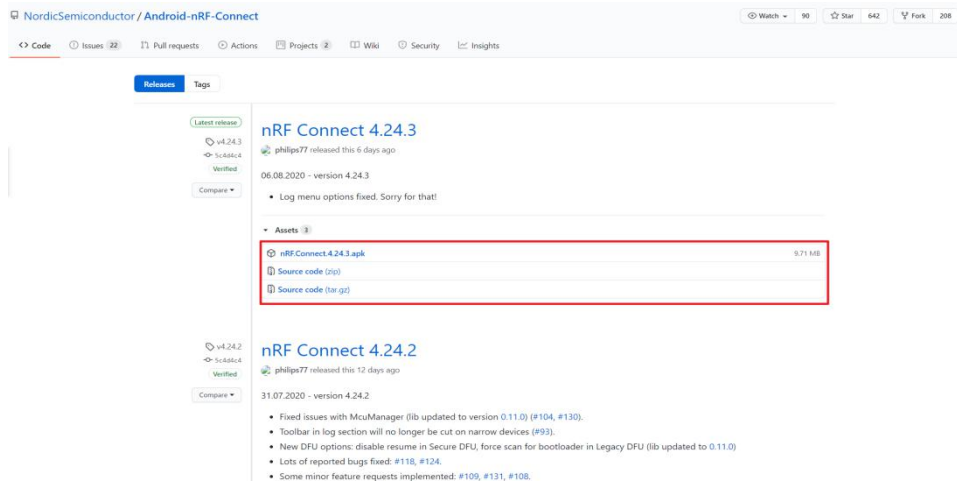 NordicSemiconductor / Android-nRF-Connect
Watch 90 Star 642 Fork 208
Code Issues 22 Pull requests Actions Projects 2 Wiki Security Insights
Releases Tags
Latest release
v4.24.3
5c4d4c4
Verified
Compare
nRF Connect 4.24.3
philips77 released this 6 days ago
06.08.2020 - version 4.24.3
• Log menu options fixed. Sorry for that!
Assets 3
nRF.Connect.4.24.3.apk 9.71 MB
Source code (zip)
Source code (tar.gz)
v4.24.2
5c4d4c4
Verified
Compare
nRF Connect 4.24.2
philips77 released this 12 days ago
31.07.2020 - version 4.24.2
• Fixed issues with McuManager (lib updated to version 0.11.0) (#104, #130).
• Toolbar in log section will no longer be cut on narrow devices (#93).
• New DFU options: disable resume in Secure DFU, force scan for bootloader in Legacy DFU (lib updated to 0.11.0)
• Lots of reported bugs fixed: #118, #124.
• Some minor feature requests implemented: #109, #131, #108.